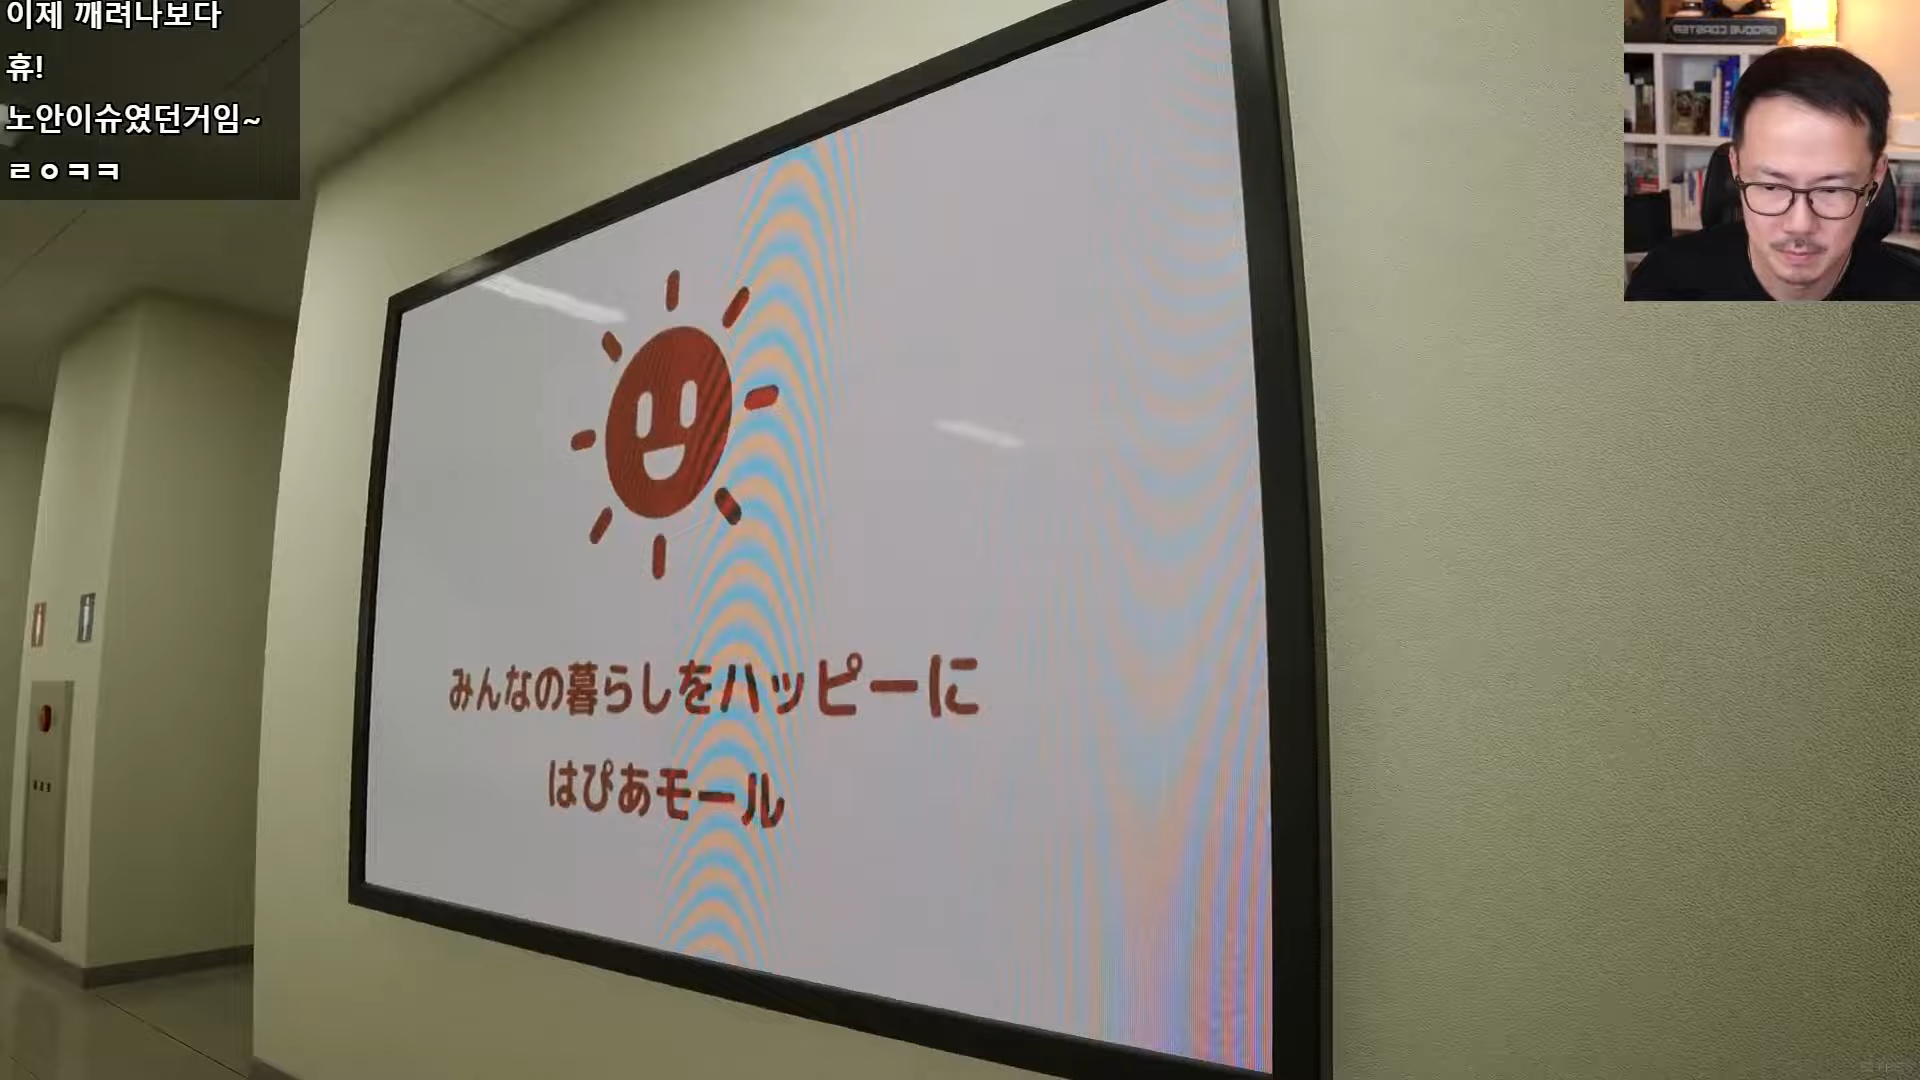 이제 깨려나보다
휴!
노안이슈였던거임~
ㄹㅇㅋㅋ
みんなの暮らしをハッピーに
はぴあモール